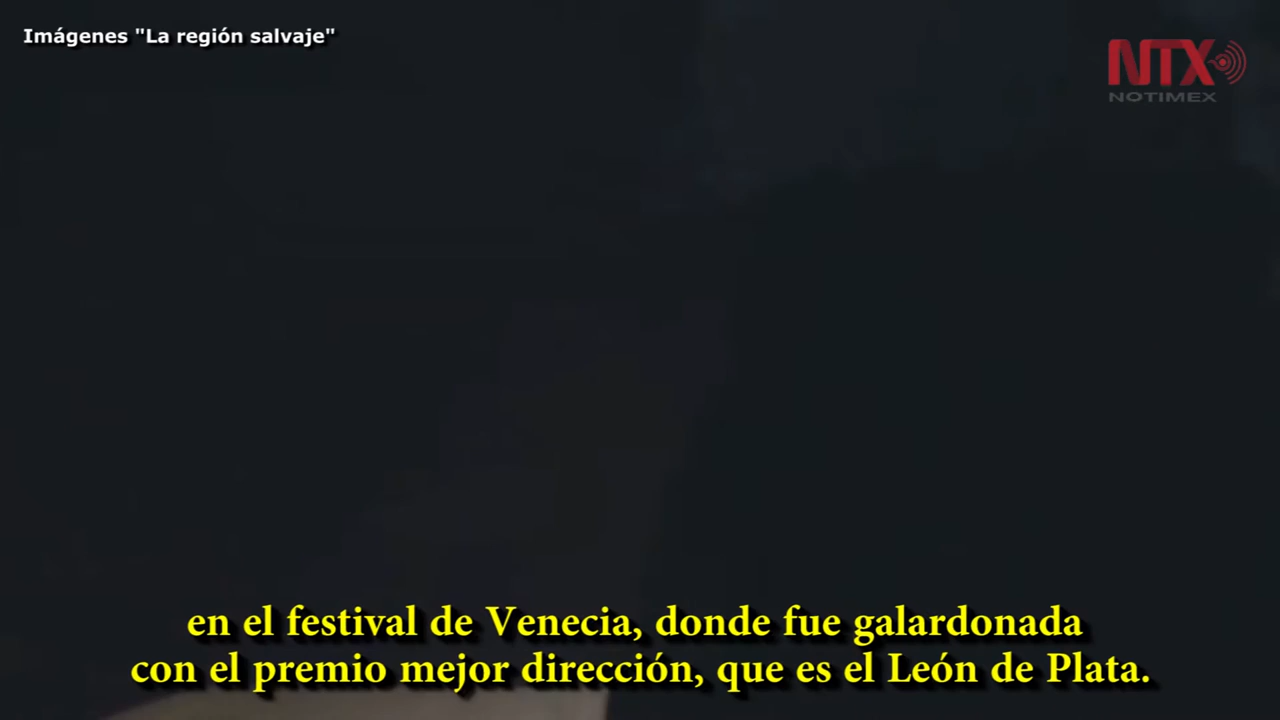 Imágenes "La región salvaje"
NTX
NOTIMEX
en el festival de Venecia, donde fue galardonada
con el premio mejor dirección, que es el León de Plata.